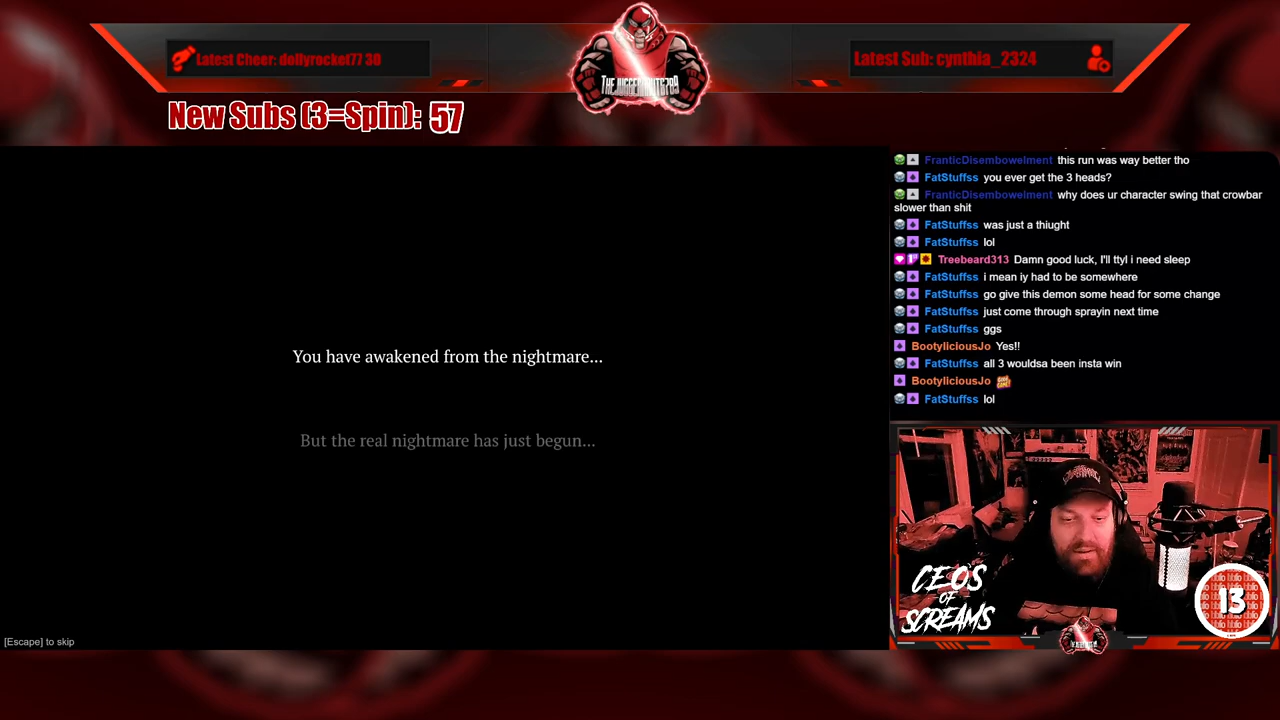 Latest Cheer: dollyrocket77 30
THEJUGGERNAUT6789
Latest Sub: cynthia_2324
New Subs (3=Spin): 57
FranticDisembowelment this run was way better tho
FatStuffss you ever get the 3 heads?
FranticDisembowelment why does ur character swing that crowbar
slower than shit
FatStuffss was just a thiught
FatStuffss lol
Treebeard313 Damn good luck, I'll ttyl i need sleep
FatStuffss i mean iy had to be somewhere
FatStuffss go give this demon some head for some change
FatStuffss just come through sprayin next time
FatStuffss ggs
BootyliciousJo Yes!!
FatStuffss all 3 wouldsa been insta win
BootyliciousJo
FatStuffss lol
You have awakened from the nightmare...
But the real nightmare has just begun...
[Escape] to skip
CEO'S
OF
SCREAMS
13